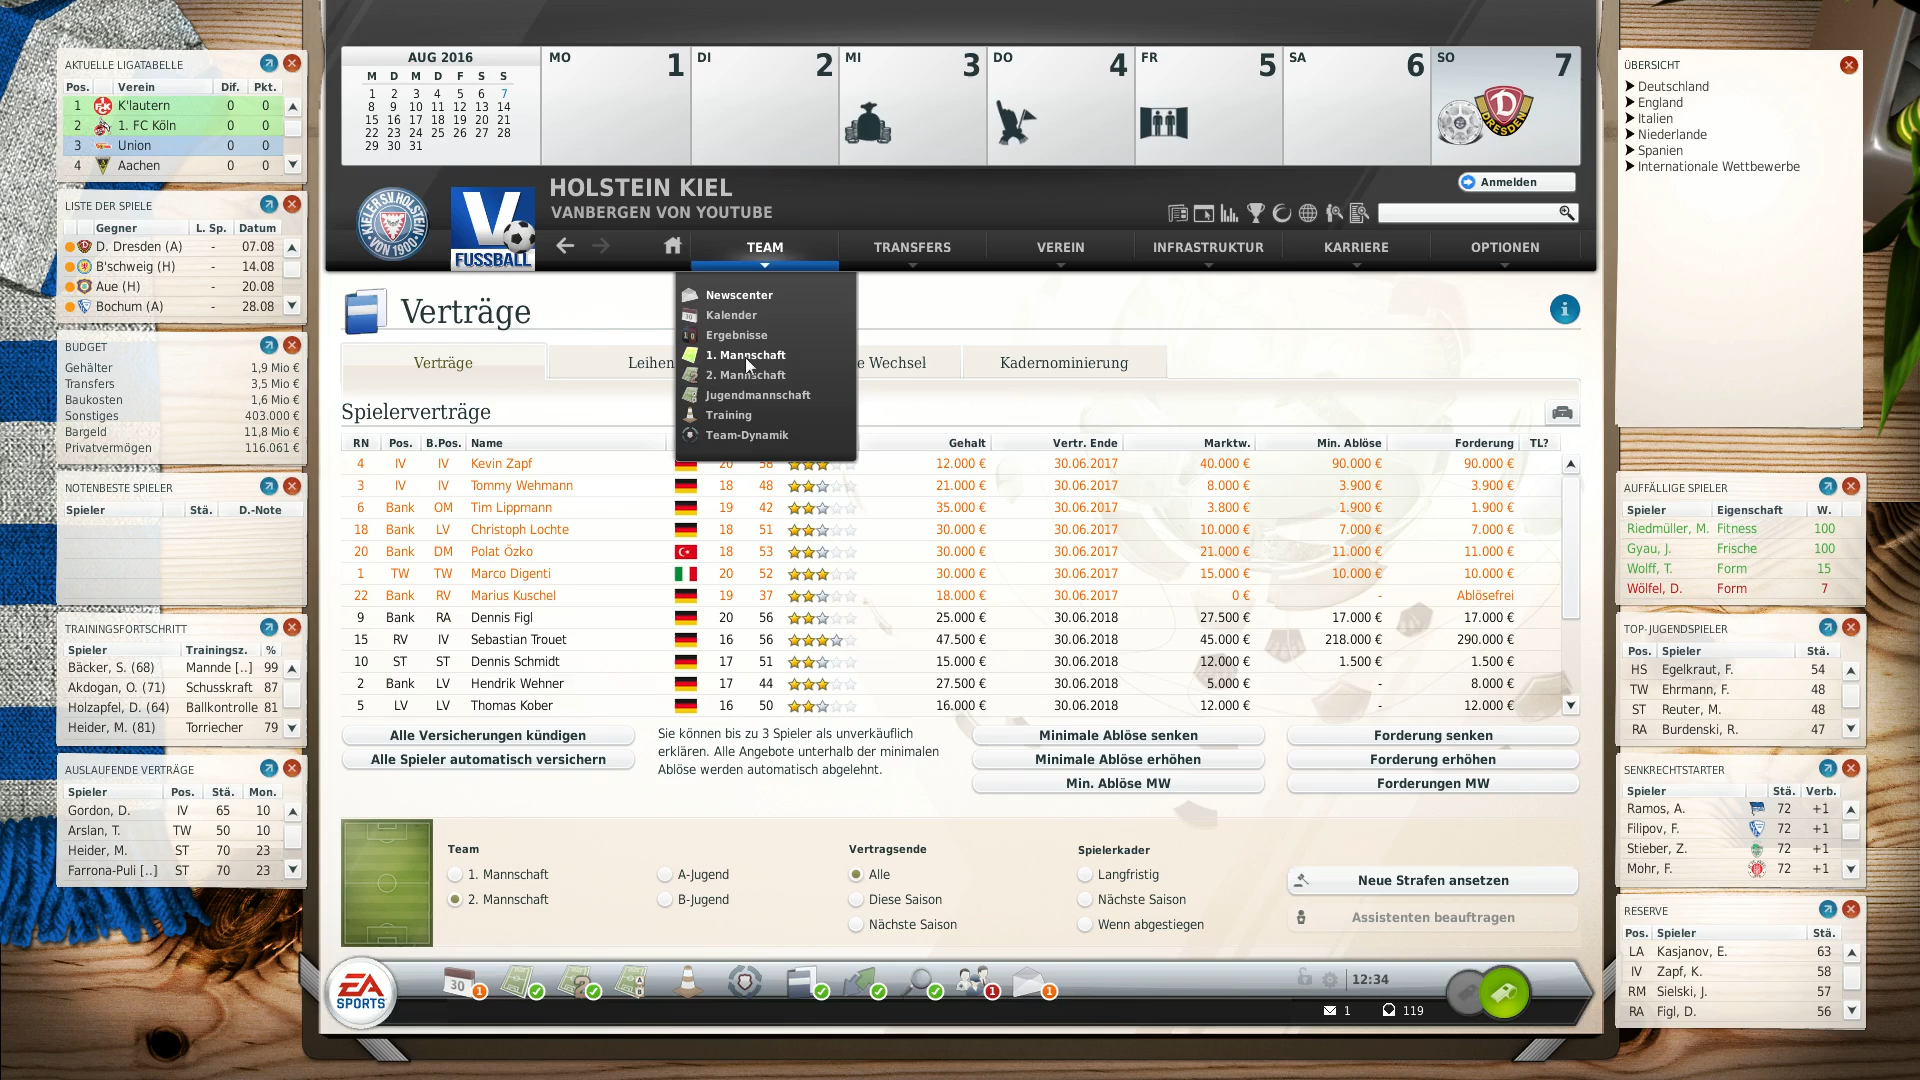 AKTUELLE LIGATABELLE
Pos. Verein Dif. Pkt.
1 K'lautern 0 0
2 1. FC Köln 0 0
3 Union 0 0
4 Aachen 0 0
LISTE DER SPIELE
Gegner L. Sp. Datum
D. Dresden (A) - 07.08
B'schweig (H) - 14.08
Aue (H) - 20.08
Bochum (A) - 28.08
BUDGET
Gehälter 1,9 Mio €
Transfers 3,5 Mio €
Baukosten 1,6 Mio €
Sonstiges 403.000 €
Bargeld 11,8 Mio €
Privatvermögen 116.061 €
NOTENBESTE SPIELER
Spieler Stä. D.-Note
TRAININGSFORTSCHRITT
Spieler Trainingsz. %
Bäcker, S. (68) Mannde [..] 99
Akdogan, O. (71) Schusskraft 87
Holzapfel, D. (64) Ballkontrolle 81
Heider, M. (81) Torriecher 79
AUSLAUFENDE VERTRÄGE
Spieler Pos. Stä. Mon.
Gordon, D. IV 65 10
Arslan, T. TW 50 10
Heider, M. ST 70 23
Farrona-Puli [..] ST 70 23
AUG 2016
M D M D F S S
1 2 3 4 5 6 7
8 9 10 11 12 13 14
15 16 17 18 19 20 21
22 23 24 25 26 27 28
29 30 31
MO 1 DI 2 MI 3 DO 4 FR 5 SA 6 SO 7
DRESDEN
KIELER S.V. HOLSTEIN
VON 1900
V
FUSSBALL
HOLSTEIN KIEL
VANBERGEN VON YOUTUBE
Anmelden
TEAM TRANSFERS VEREIN INFRASTRUKTUR KARRIERE OPTIONEN
Newscenter
Kalender
Ergebnisse
1. Mannschaft
2. Mannschaft
Jugendmannschaft
Training
Team-Dynamik
Verträge
Verträge Leihen e Wechsel Kadernominierung
Spielerverträge
RN Pos. B.Pos. Name Gehalt Vertr. Ende Marktw. Min. Ablöse Forderung TL?
4 IV IV Kevin Zapf 20 58 12.000 € 30.06.2017 40.000 € 90.000 € 90.000 €
3 IV IV Tommy Wehmann 18 48 21.000 € 30.06.2017 8.000 € 3.900 € 3.900 €
6 Bank OM Tim Lippmann 19 42 35.000 € 30.06.2017 3.800 € 1.900 € 1.900 €
18 Bank LV Christoph Lochte 18 51 30.000 € 30.06.2017 10.000 € 7.000 € 7.000 €
20 Bank DM Polat Özko 18 53 30.000 € 30.06.2017 21.000 € 11.000 € 11.000 €
1 TW TW Marco Digenti 20 52 30.000 € 30.06.2017 15.000 € 10.000 € 10.000 €
22 Bank RV Marius Kuschel 19 37 18.000 € 30.06.2017 0 € - Ablösefrei
9 Bank RA Dennis Figl 20 56 25.000 € 30.06.2018 27.500 € 17.000 € 17.000 €
15 RV IV Sebastian Trouet 16 56 47.500 € 30.06.2018 45.000 € 218.000 € 290.000 €
10 ST ST Dennis Schmidt 17 51 15.000 € 30.06.2018 12.000 € 1.500 € 1.500 €
2 Bank LV Hendrik Wehner 17 44 27.500 € 30.06.2018 5.000 € - 8.000 €
5 LV LV Thomas Kober 16 50 16.000 € 30.06.2018 12.000 € - 12.000 €
Alle Versicherungen kündigen
Alle Spieler automatisch versichern
Sie können bis zu 3 Spieler als unverkäuflich
erklären. Alle Angebote unterhalb der minimalen
Ablöse werden automatisch abgelehnt.
Minimale Ablöse senken
Minimale Ablöse erhöhen
Min. Ablöse MW
Forderung senken
Forderung erhöhen
Forderungen MW
Team
1. Mannschaft A-Jugend
2. Mannschaft B-Jugend
Vertragsende
Alle
Diese Saison
Nächste Saison
Spielerkader
Langfristig
Nächste Saison
Wenn abgestiegen
Neue Strafen ansetzen
Assistenten beauftragen
EA
SPORTS
30 1
1
1
12:34
1 119
ÜBERSICHT
Deutschland
England
Italien
Niederlande
Spanien
Internationale Wettbewerbe
AUFFÄLLIGE SPIELER
Spieler Eigenschaft W.
Riedmüller, M. Fitness 100
Gyau, J. Frische 100
Wolff, T. Form 15
Wölfel, D. Form 7
TOP-JUGENDSPIELER
Pos. Spieler Stä.
HS Egelkraut, F. 54
TW Ehrmann, F. 48
ST Reuter, M. 48
RA Burdenski, R. 47
SENKRECHTSTARTER
Spieler Stä. Verb.
Ramos, A. 72 +1
Filipov, F. 72 +1
Stieber, Z. 72 +1
Mohr, F. 72 +1
RESERVE
Pos. Spieler Stä.
LA Kasjanov, E. 63
IV Zapf, K. 58
RM Sielski, J. 57
RA Figl, D. 56